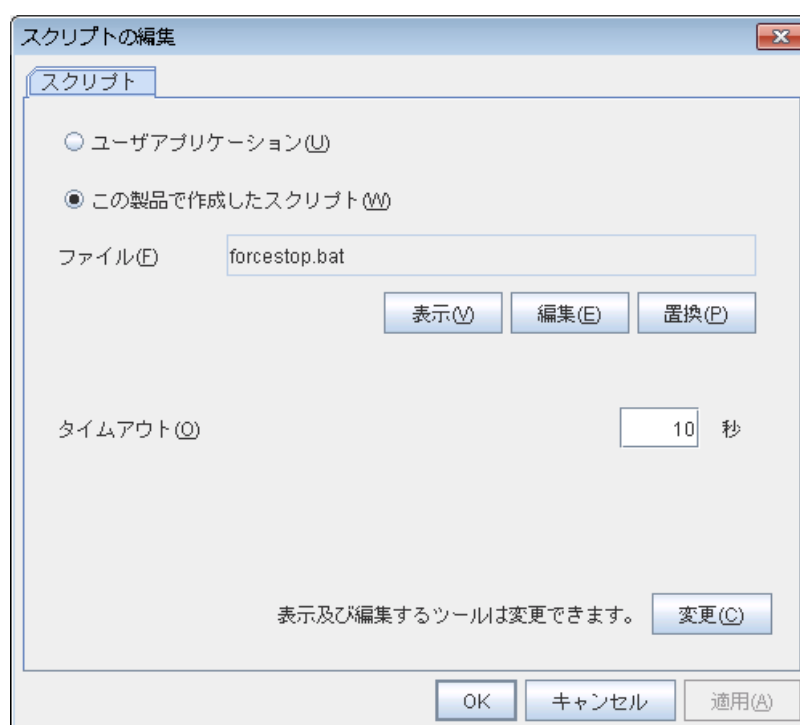 スクリプトの編集
スクリプト
ユーザアプリケーション(U)
この製品で作成したスクリプト(W)
ファイル(F) forcestop.bat
表示(V) 編集(E) 置換(P)
タイムアウト(O) 10 秒
表示及び編集するツールは変更できます。 変更(C)
OK キャンセル 適用(A)